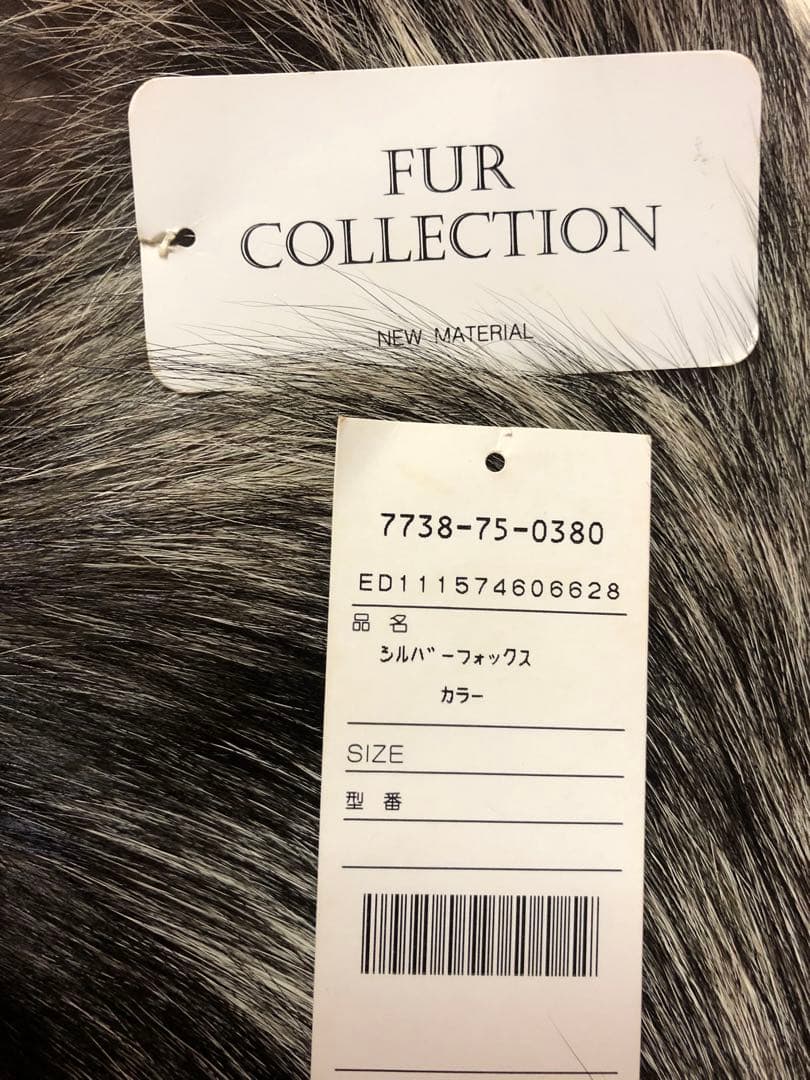 FUR
COLLECTION
NEW MATERIAL
7738-75-0380
ED111574606628
品名
シルバーフォックス
カラー
SIZE
型番